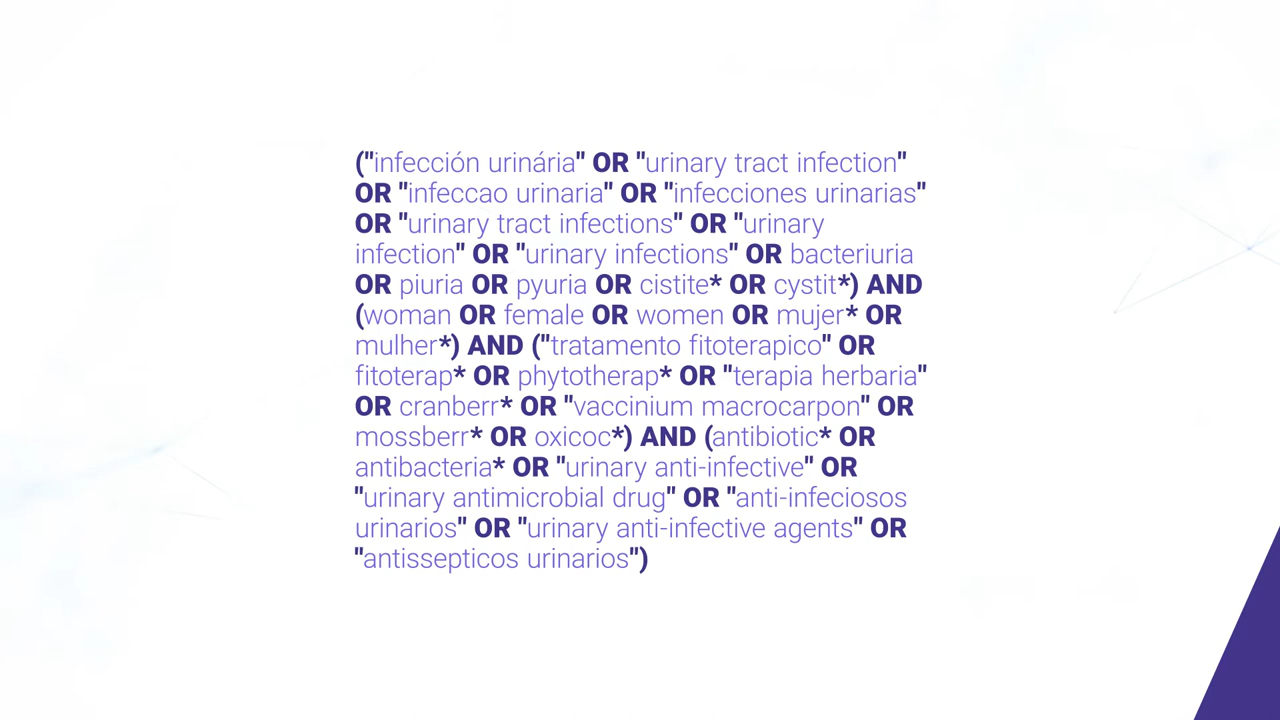 ("infección urinária" OR "urinary tract infection"
OR "infeccao urinaria" OR "infecciones urinarias"
OR "urinary tract infections" OR "urinary
infection" OR "urinary infections" OR bacteriuria
OR piuria OR pyuria OR cistite* OR cystit*) AND
(woman OR female OR women OR mujer* OR
mulher*) AND ("tratamento fitoterapico" OR
fitoterap* OR phytotherap* OR "terapia herbaria"
OR cranberr* OR "vaccinium macrocarpon" OR
mossberr* OR oxicoc*) AND (antibiotic* OR
antibacteria* OR "urinary anti-infective" OR
"urinary antimicrobial drug" OR "anti-infeciosos
urinarios" OR "urinary anti-infective agents" OR
"antissepticos urinarios")